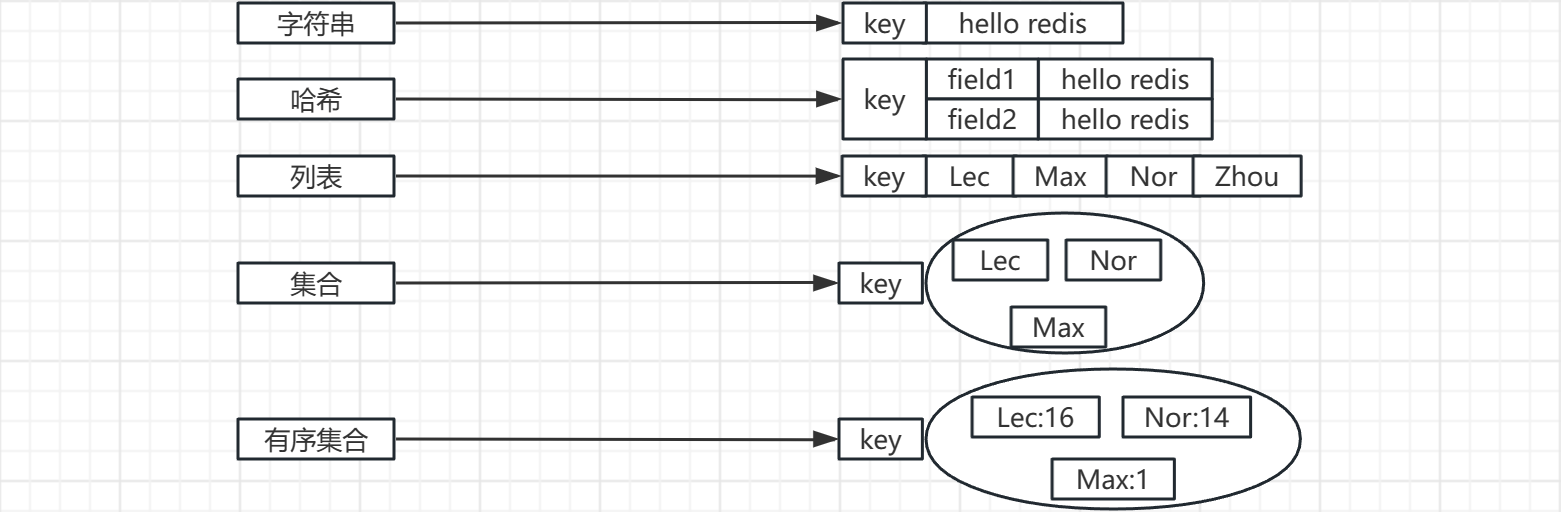 字符串 key hello redis
哈希 key field1 hello redis
field2 hello redis
列表 key Lec Max Nor Zhou
集合 key Lec Nor
Max
有序集合 key Lec:16 Nor:14
Max:1